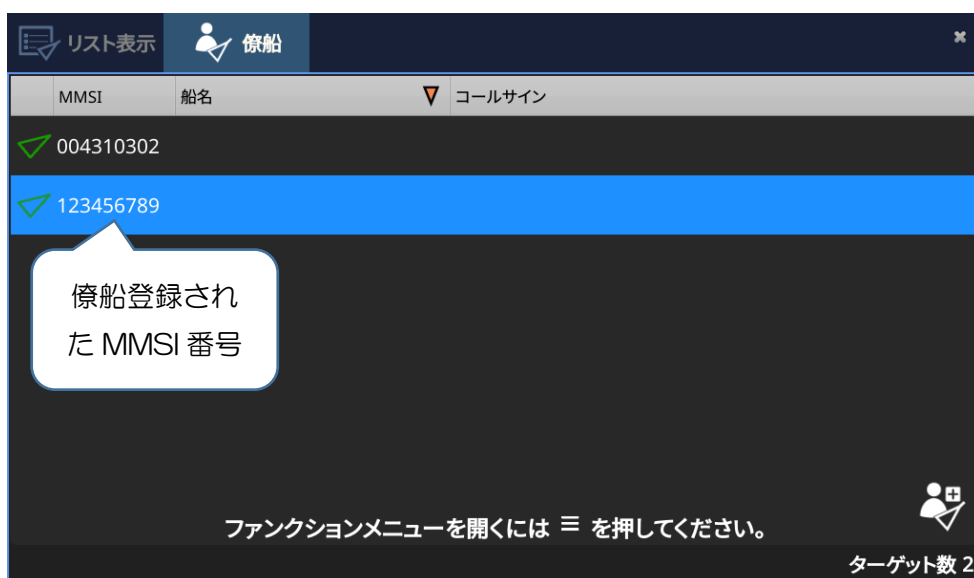 リスト表示 僚船
MMSI 船名 コールサイン
004310302
123456789
僚船登録され
た MMSI 番号
ファンクションメニューを開くには ≡ を押してください。
ターゲット数 2